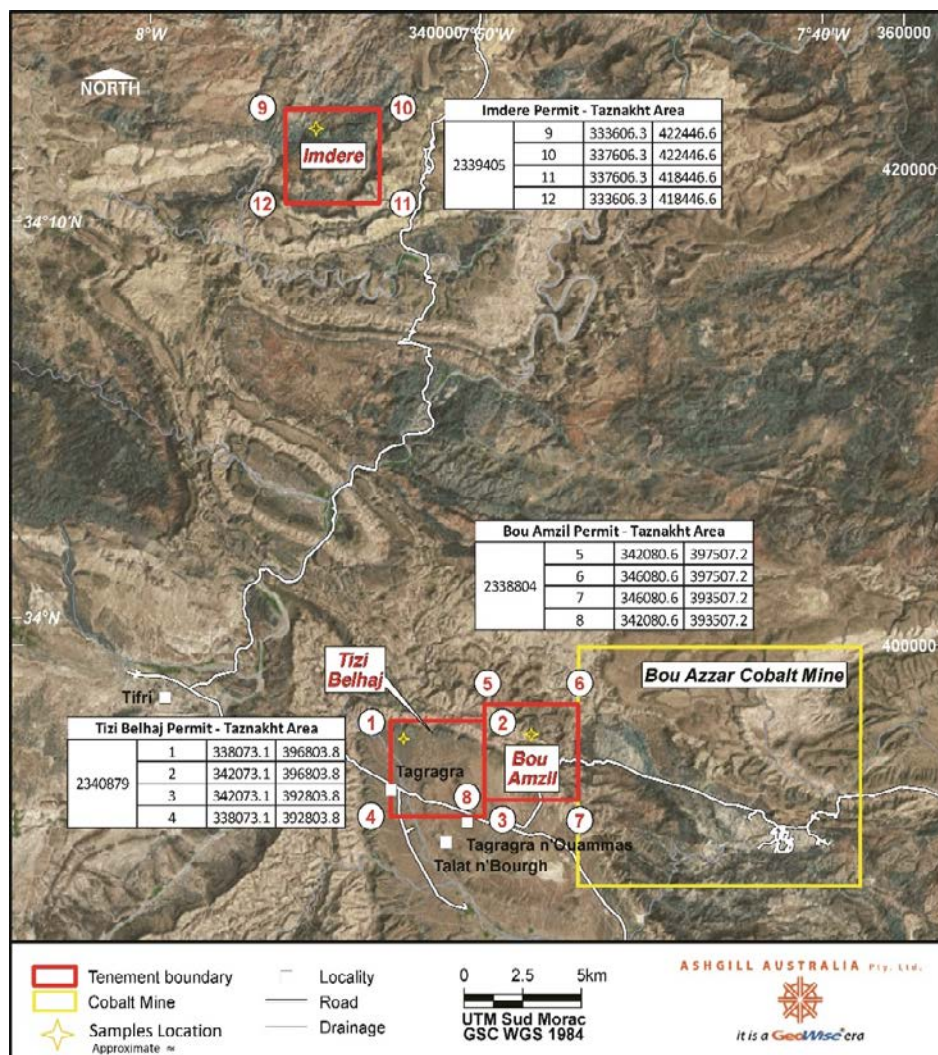 8°W
340000
7°50'W
7°40'W
360000
NORTH
9
10
Imdere
12
11
Imdere Permit - Taznakht Area
2339405
9 333606.3 422446.6
10 337606.3 422446.6
11 337606.3 418446.6
12 333606.3 418446.6
420000
34°10'N
Bou Amzil Permit - Taznakht Area
2338804
5 342080.6 397507.2
6 346080.6 397507.2
7 346080.6 393507.2
8 342080.6 393507.2
34°N
400000
Tizi
Belhaj
5
6
Bou Azzar Cobalt Mine
Tifri
Tizi Belhaj Permit - Taznakht Area
2340879
1 338073.1 396803.8
2 342073.1 396803.8
3 342073.1 392803.8
4 338073.1 392803.8
1
2
Bou
Amzil
Tagragra
4
8
3
7
Tagragra n'Ouammas
Talat n'Bourgh
Tenement boundary
Cobalt Mine
Samples Location
Approximate ≈
Locality
Road
Drainage
0 2.5 5km
UTM Sud Maroc
GSC WGS 1984
ASHGILL AUSTRALIA Pty. Ltd.
it is a GeoWise era